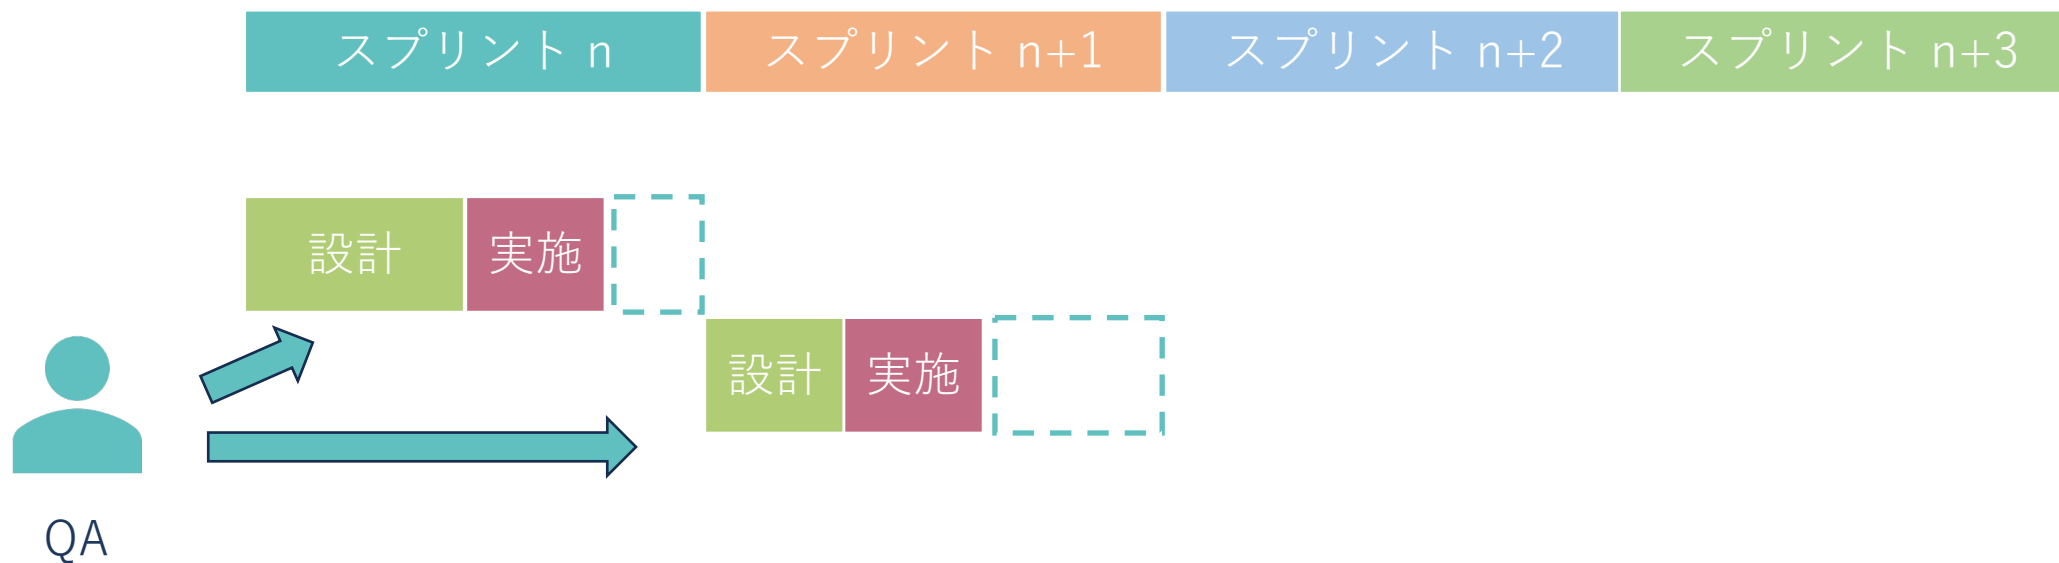 スプリント n
スプリント n+1
スプリント n+2
スプリント n+3
設計
実施
設計
実施
QA